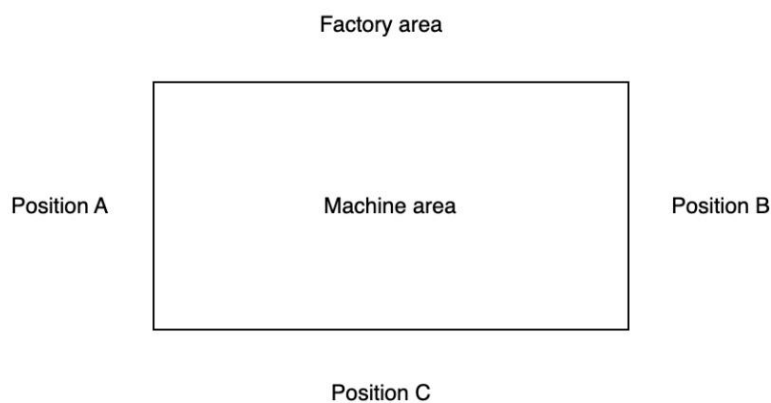 Factory area
Position A
Machine area
Position B
Position C